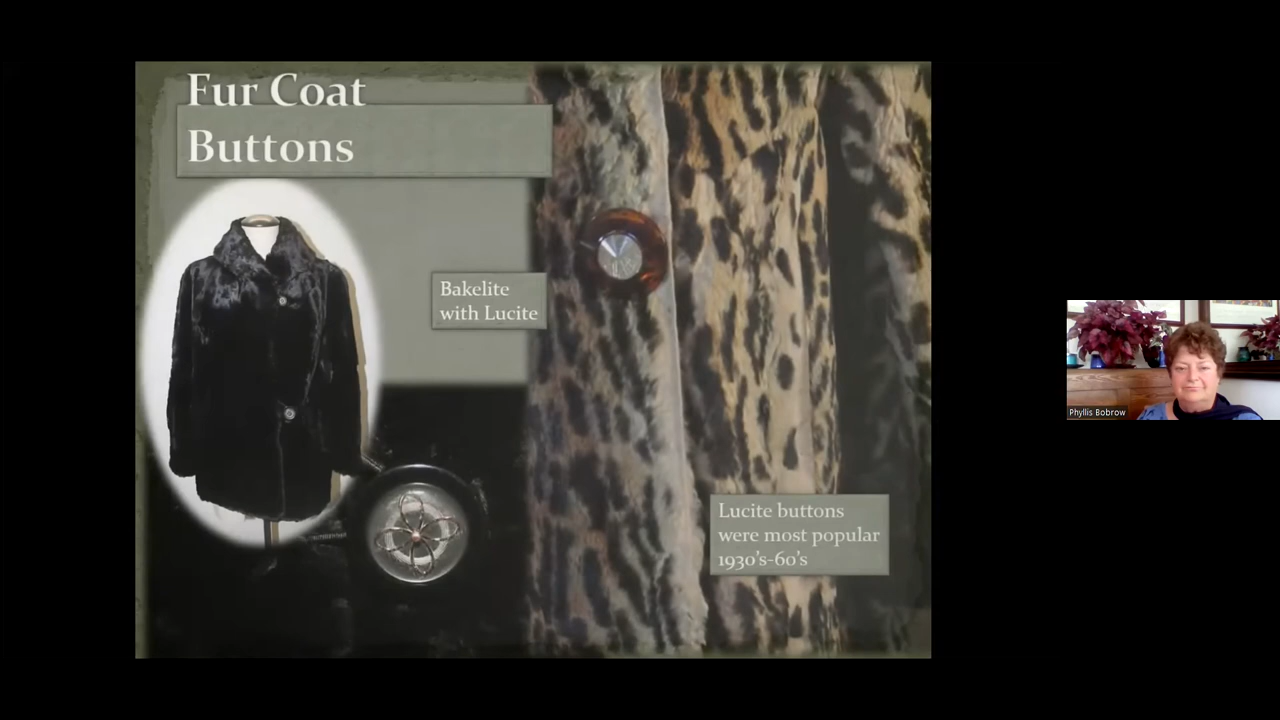 Fur Coat
Buttons
Bakelite
with Lucite
Lucite buttons
were most popular
1930's-60's
Phyllis Bobrow